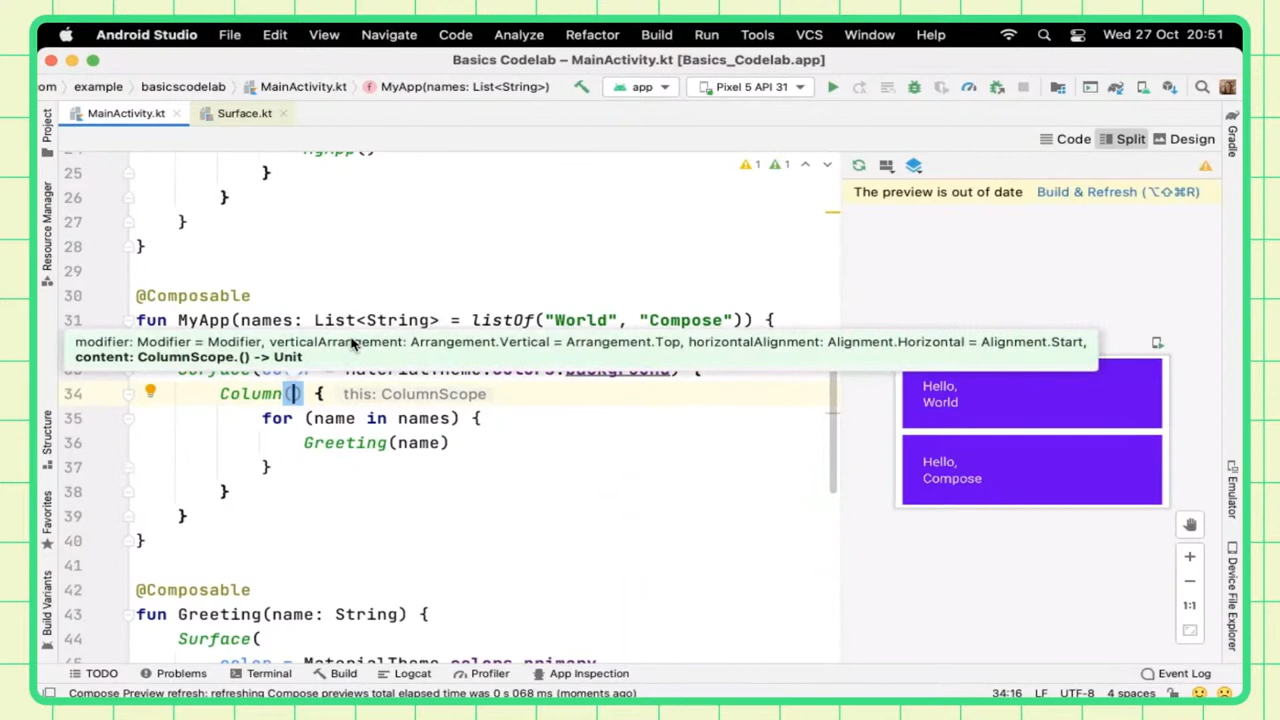 Android Studio File Edit View Navigate Code Analyze Refactor Build Run Tools VCS Window Help Wed 27 Oct 20:51
Basics Codelab – MainActivity.kt [Basics_Codelab.app]
om example basicscodelab MainActivity.kt MyApp(names: List<String>) app Pixel 5 API 31
MainActivity.kt Surface.kt
Code Split Design
Project
Resource Manager
Structure
Favorites
Build Variants
25 }
26 }
27 }
28 }
29
30 @Composable
31 fun MyApp(names: List<String> = listOf("World", "Compose")) {
modifier: Modifier = Modifier, verticalArrangement: Arrangement.Vertical = Arrangement.Top, horizontalAlignment: Alignment.Horizontal = Alignment.Start,
content: ColumnScope.() -> Unit
34 Column() { this: ColumnScope
35 for (name in names) {
36 Greeting(name)
37 }
38 }
39 }
40 }
41
42 @Composable
43 fun Greeting(name: String) {
44 Surface(
color = MaterialTheme.colors.primary
1 1
The preview is out of date Build & Refresh (⌥⇧⌘R)
Hello,
World
Hello,
Compose
1:1
Gradle
Emulator
Device File Explorer
TODO Problems Terminal Build Logcat Profiler App Inspection Event Log
Compose Preview refresh: refreshing Compose previews total elapsed time was 0 s 068 ms (moments ago) 34:16 LF UTF-8 4 spaces